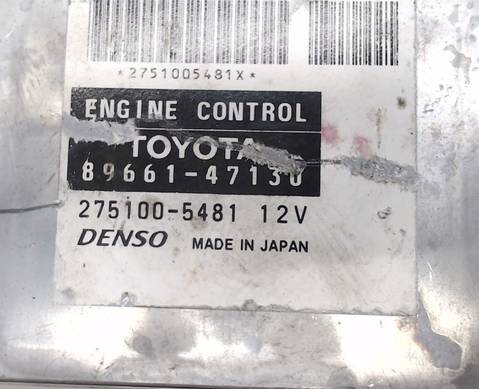 *2751005481X*
ENGINE CONTROL
TOYOTA
89661-47130
275100-5481 12V
DENSO MADE IN JAPAN